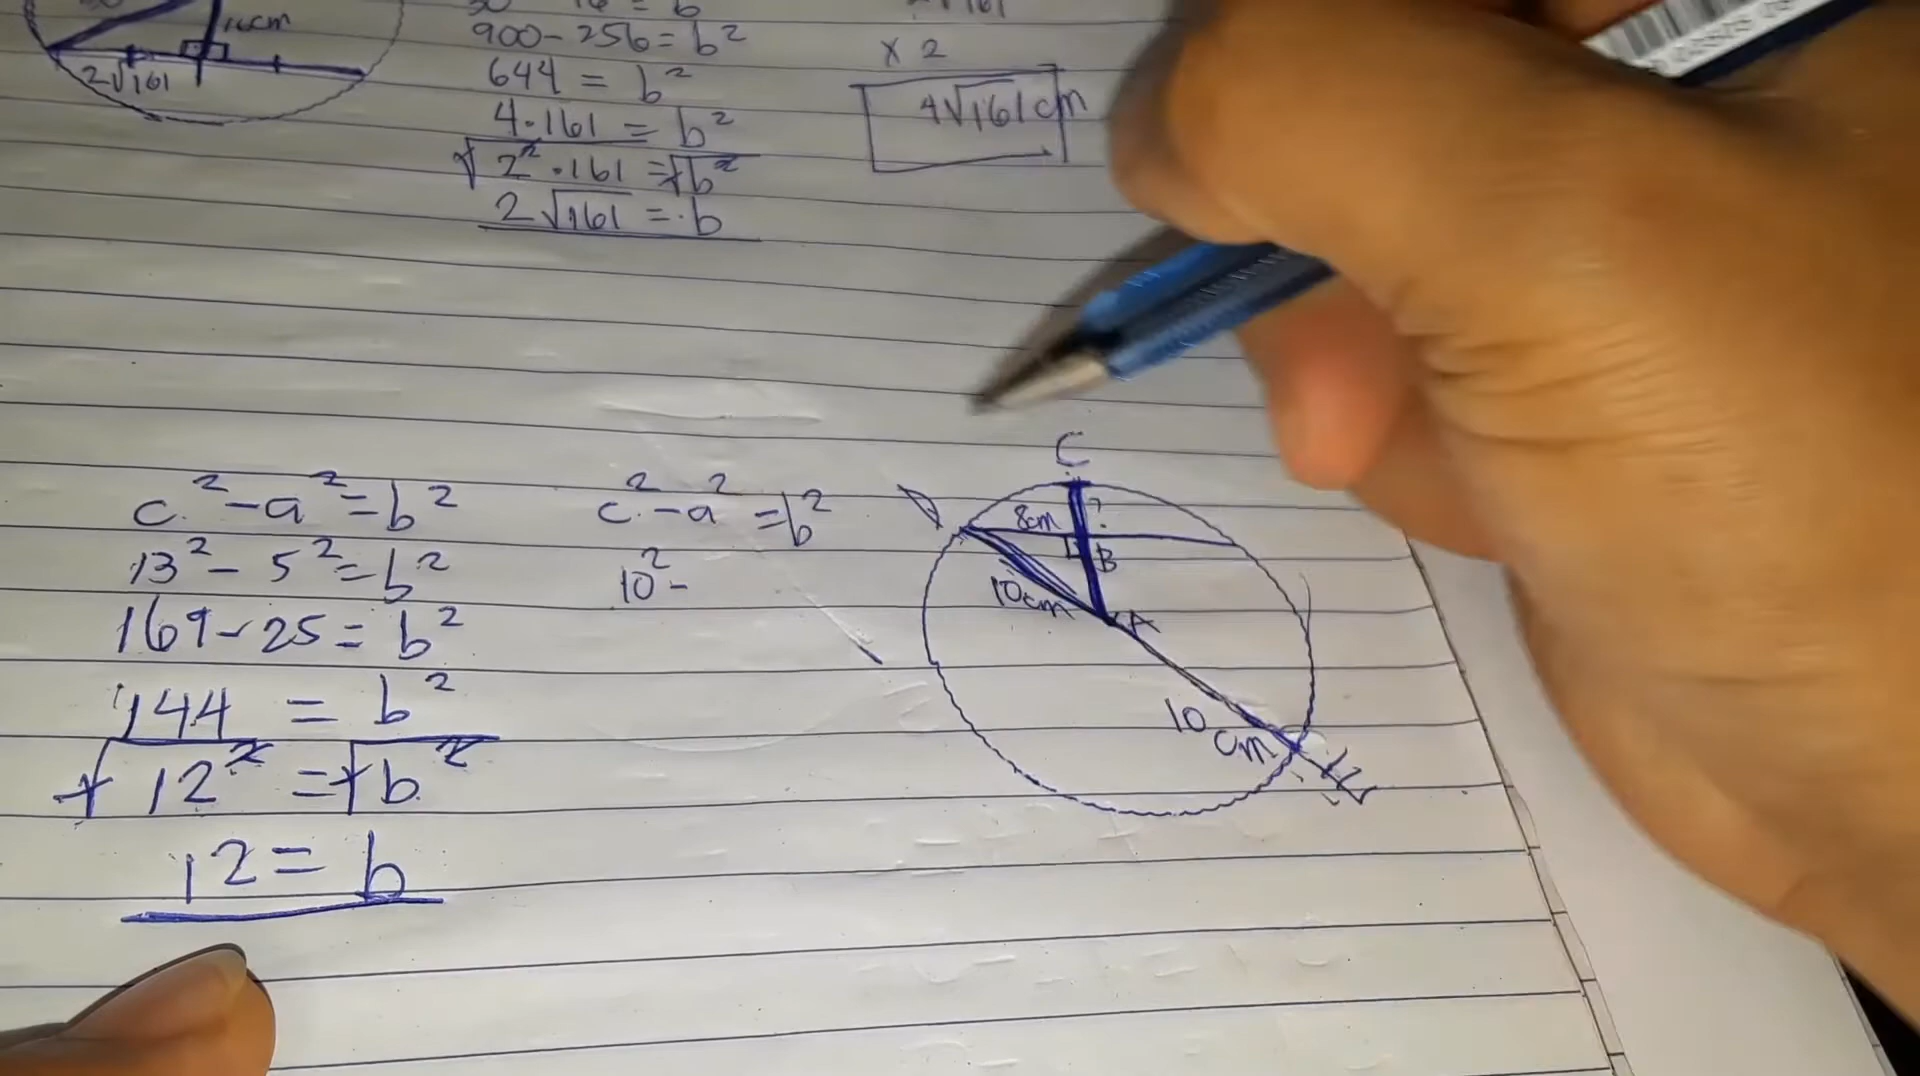 16cm
2√161
900-256=b²
644 = b²
4·161 = b²
√2²·161 = √b²
2√161 = b
√161
x 2
4√161cm
c²-a²=b²
13²-5²=b²
169-25=b²
144 = b²
√12² = √b²
12 = b
c²-a²=b²
10²-
C
8cm
?
B
10cm
A
10
cm